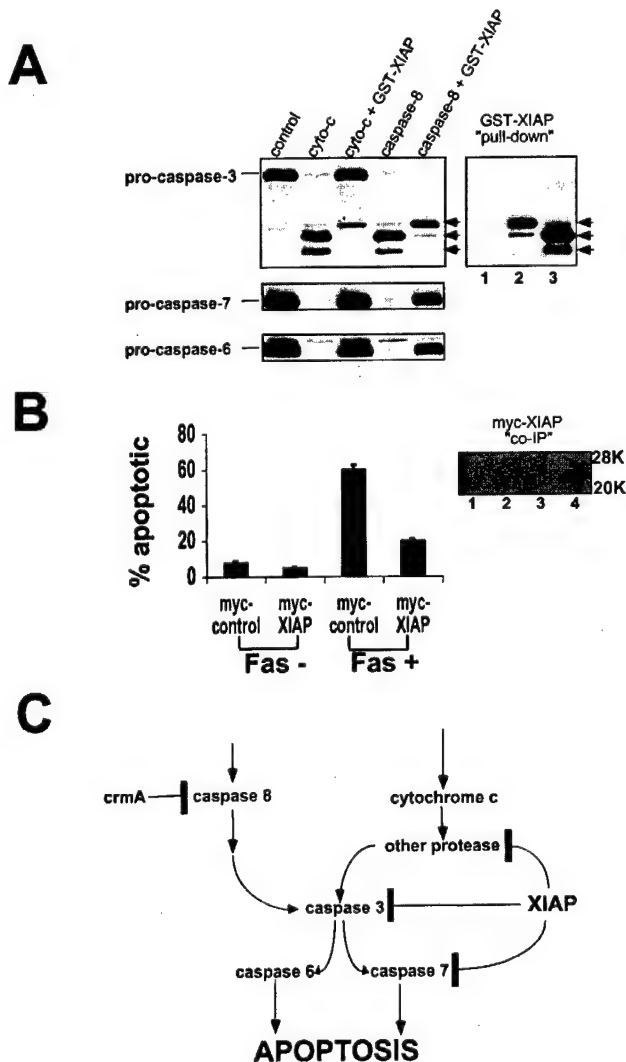 A
control
cyto-c
cyto-c + GST-XIAP
caspase-8
caspase-8 + GST-XIAP
GST-XIAP
"pull-down"
pro-caspase-3
1 2 3
pro-caspase-7
pro-caspase-6
B
myc-XIAP
"co-IP"
28K
20K
1 2 3 4
% apoptotic
80
60
40
20
0
myc-control
myc-XIAP
myc-control
myc-XIAP
Fas -
Fas +
C
crmA
caspase 8
cytochrome c
other protease
caspase 3
XIAP
caspase 6
caspase 7
APOPTOSIS